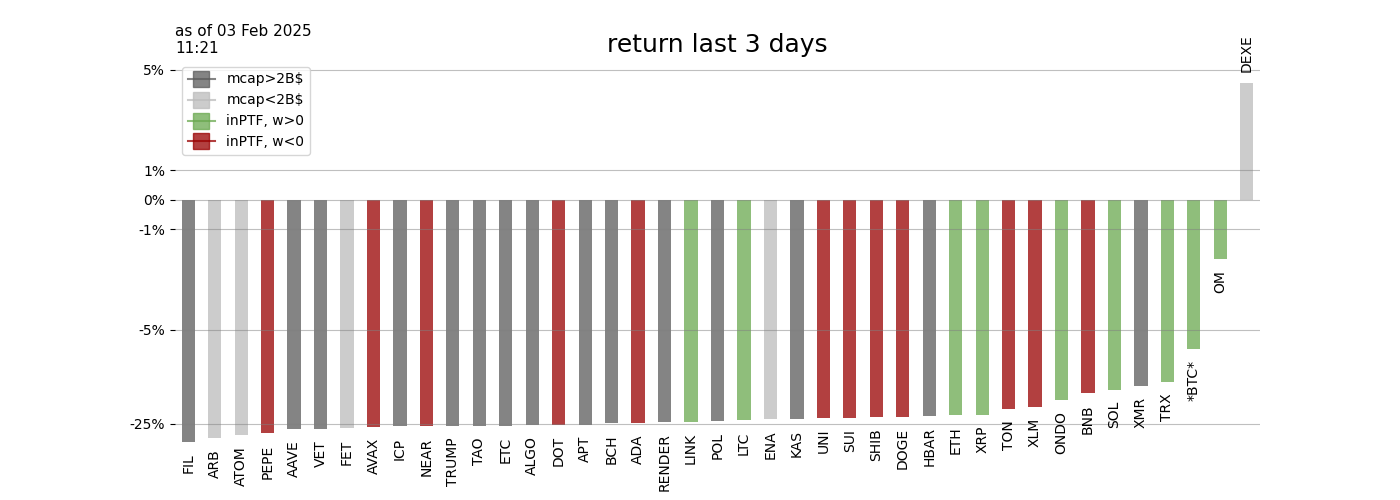 as of 03 Feb 2025
11:21
return last 3 days
mcap>2B$
mcap<2B$
inPTF, w>0
inPTF, w<0
5%
1%
0%
-1%
-5%
-25%
FIL
ARB
ATOM
PEPE
AAVE
VET
FET
AVAX
ICP
NEAR
TRUMP
TAO
ETC
ALGO
DOT
APT
BCH
ADA
RENDER
LINK
POL
LTC
ENA
KAS
UNI
SUI
SHIB
DOGE
HBAR
ETH
XRP
TON
XLM
ONDO
BNB
SOL
XMR
TRX
*BTC*
OM
DEXE